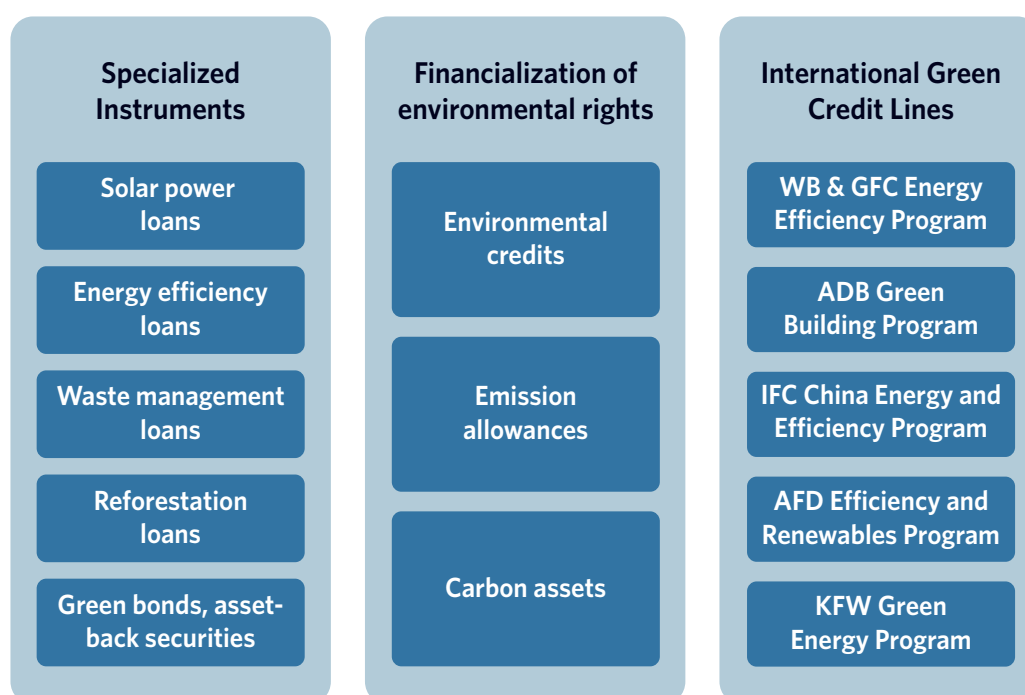 Specialized
Instruments
Solar power
loans
Energy efficiency
loans
Waste management
loans
Reforestation
loans
Green bonds, asset-
back securities
Financialization of
environmental rights
Environmental
credits
Emission
allowances
Carbon assets
International Green
Credit Lines
WB & GFC Energy
Efficiency Program
ADB Green
Building Program
IFC China Energy and
Efficiency Program
AFD Efficiency and
Renewables Program
KFW Green
Energy Program